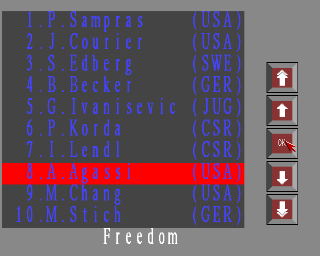 1.P.Sampras (USA)
2.J.Courier (USA)
3.S.Edberg (SWE)
4.B.Becker (GER)
5.G.Ivanisevic (JUG)
6.P.Korda (CSR)
7.I.Lendl (CSR)
8.A.Agassi (USA)
9.M.Chang (USA)
10.M.Stich (GER)
OK
Freedom